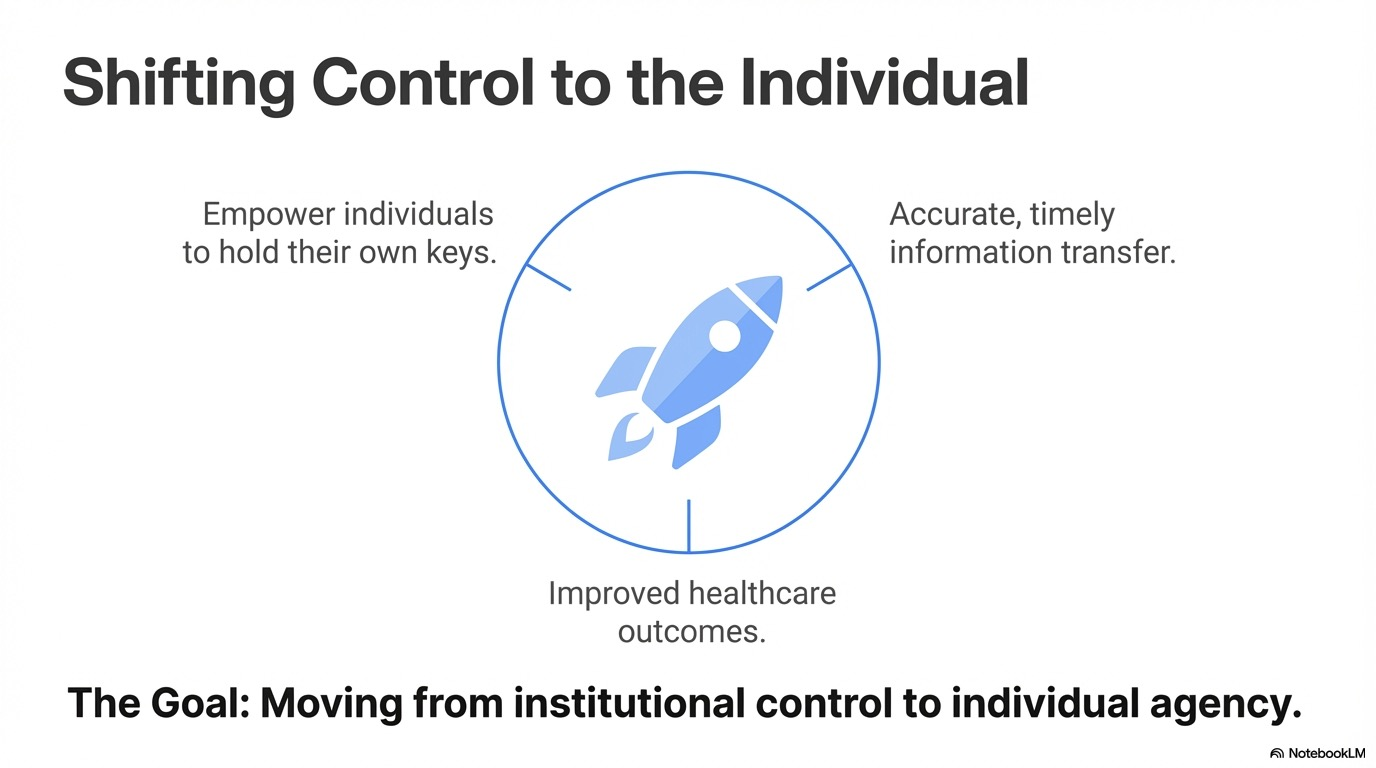 Shifting Control to the Individual
Empower individuals
to hold their own keys.
Accurate, timely
information transfer.
Improved healthcare
outcomes.
The Goal: Moving from institutional control to individual agency.
NotebookLM